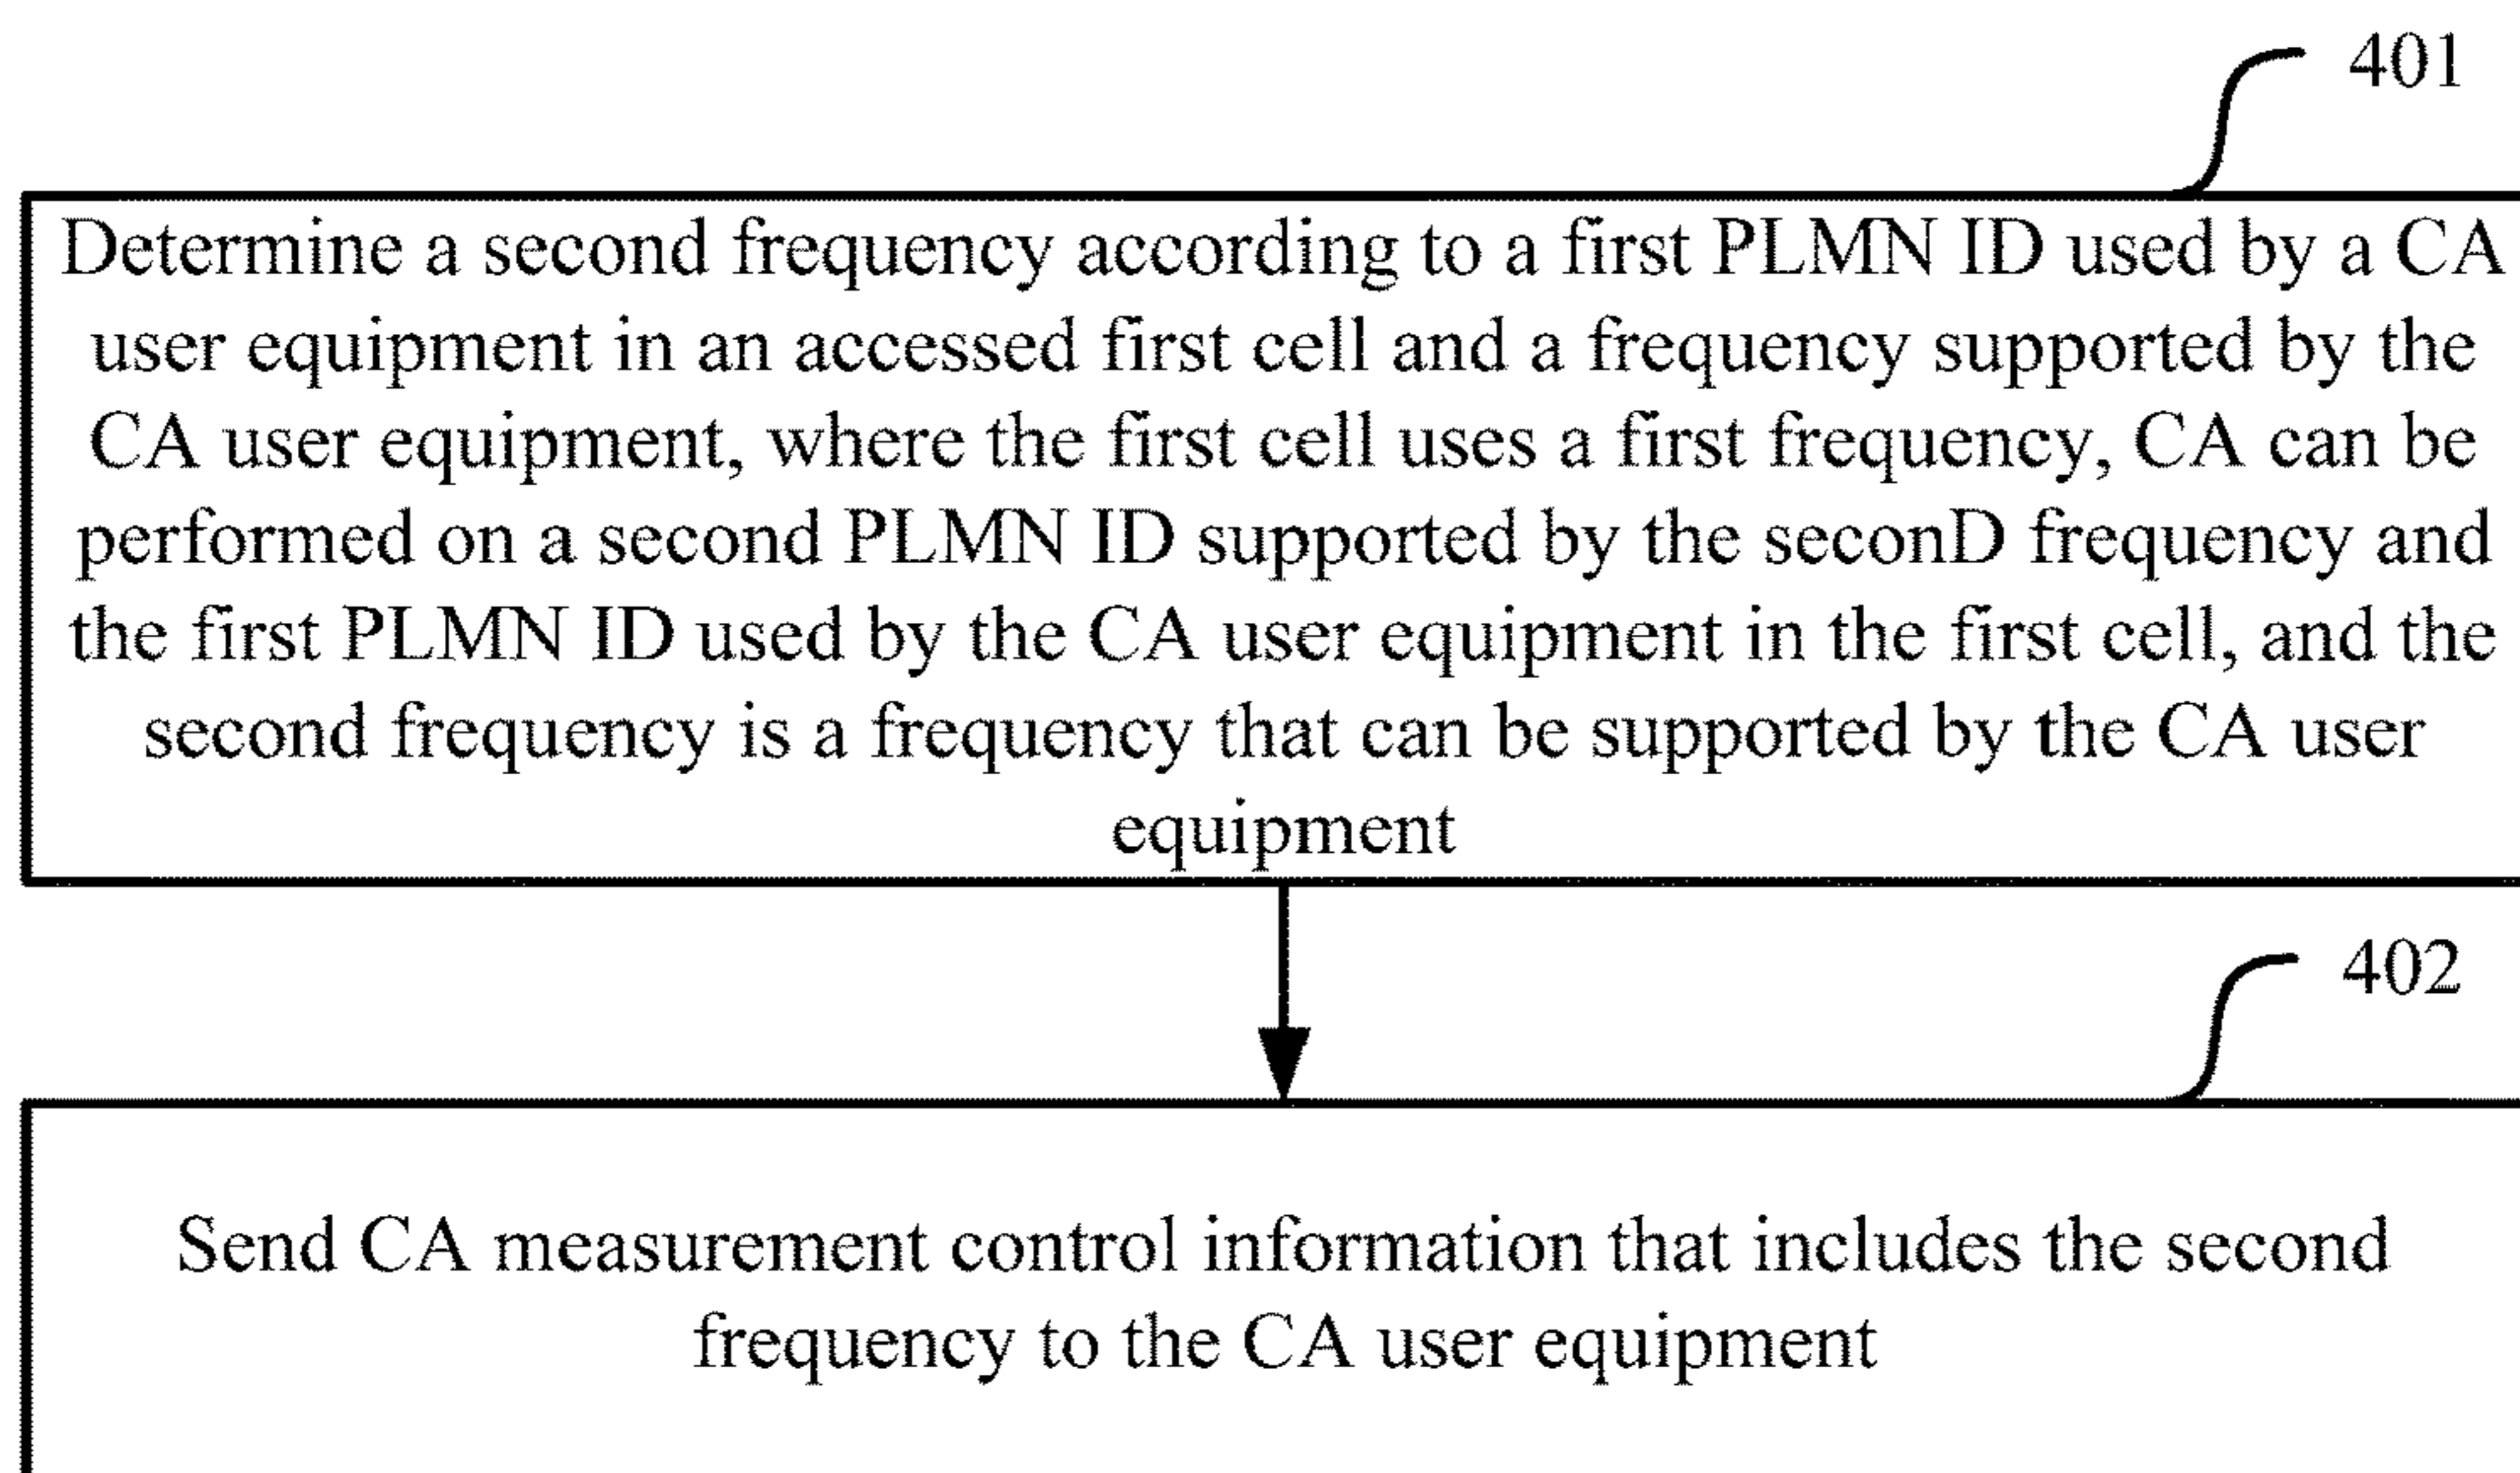 401
Determine a second frequency according to a first PLMN ID used by a CA
user equipment in an accessed first cell and a frequency supported by the
CA user equipment, where the first cell uses a first frequency, CA can be
performed on a second PLMN ID supported by the seconD frequency and
the first PLMN ID used by the CA user equipment in the first cell, and the
second frequency is a frequency that can be supported by the CA user
equipment
402
Send CA measurement control information that includes the second
frequency to the CA user equipment